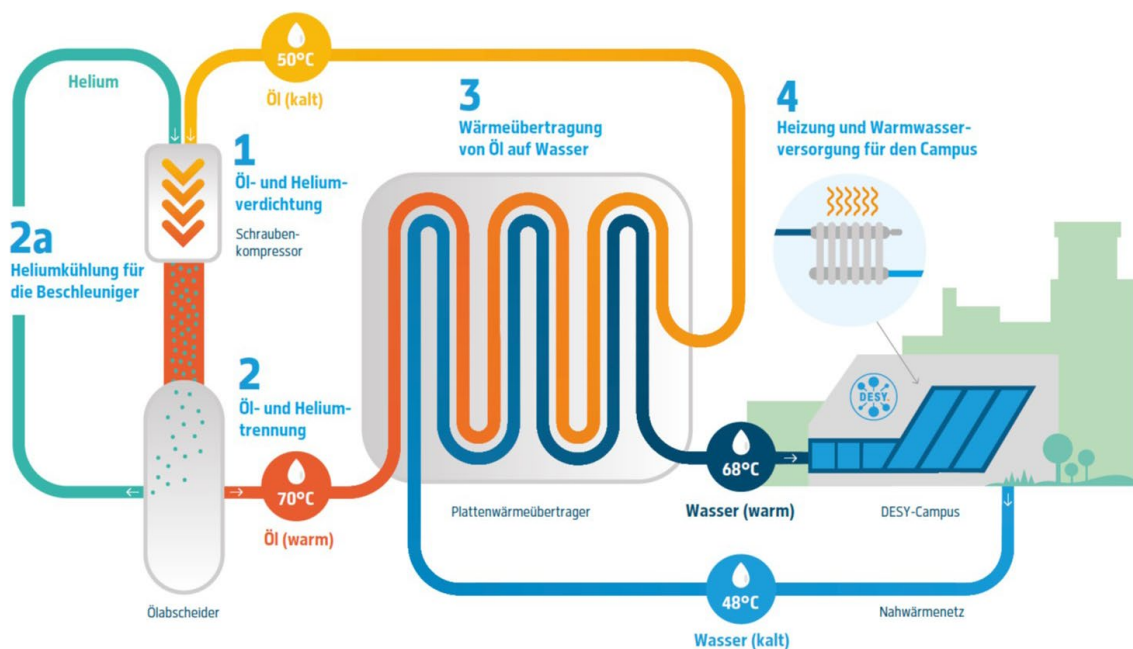 Helium
50°C
Öl (kalt)
1
Öl- und Helium-
verdichtung
Schrauben-
kompressor
2a
Heliumkühlung für
die Beschleuniger
2
Öl- und Helium-
trennung
70°C
Öl (warm)
Ölabscheider
3
Wärmeübertragung
von Öl auf Wasser
Plattenwärmeübertrager
4
Heizung und Warmwasser-
versorgung für den Campus
DESY
68°C
Wasser (warm)
DESY-Campus
48°C
Wasser (kalt)
Nahwärmenetz